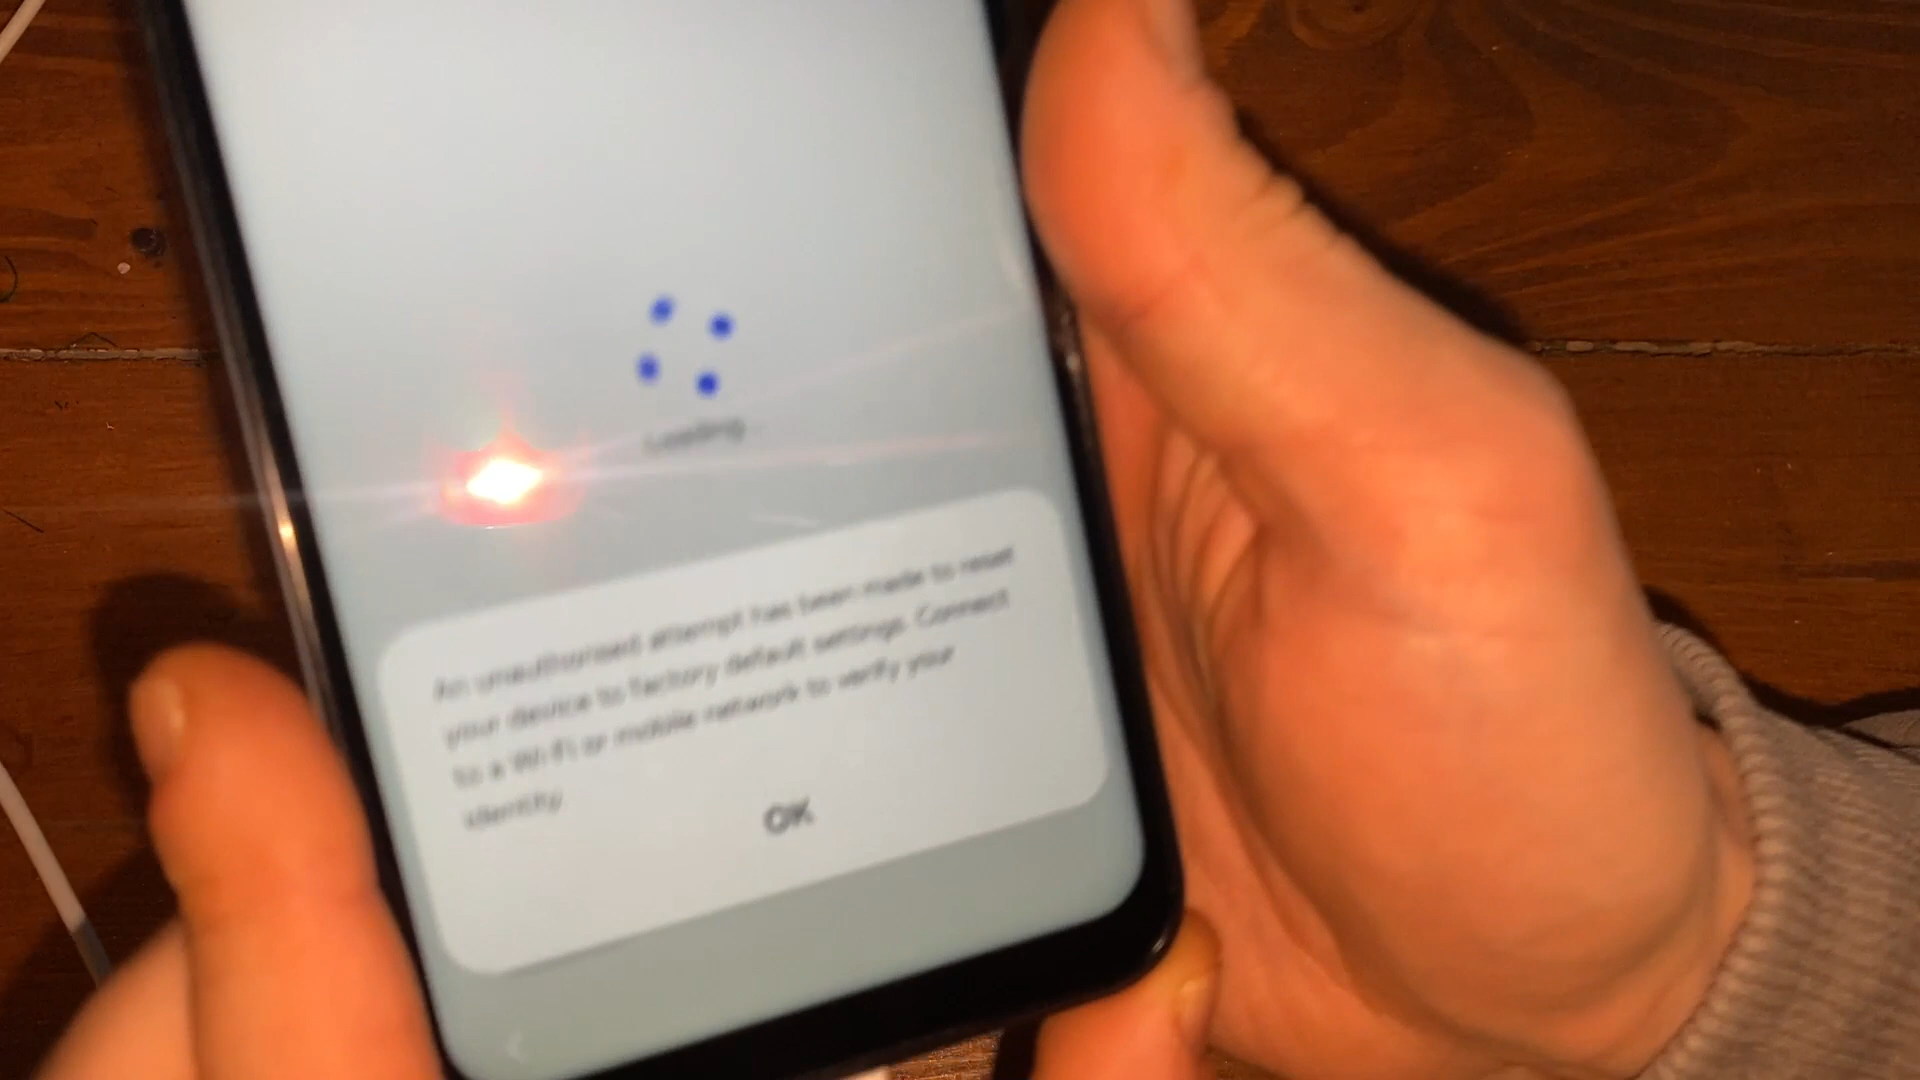 Loading...
An unauthorised attempt has been made to reset
your device to factory default settings. Connect
to a Wi-Fi or mobile network to verify your
identity.
OK